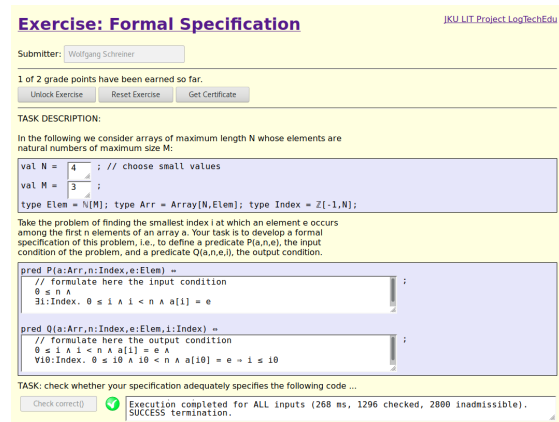 Exercise: Formal Specification
JKU LIT Project LogTechEdu
Submitter: Wolfgang Schreiner
1 of 2 grade points have been earned so far.
Unlock Exercise Reset Exercise Get Certificate
TASK DESCRIPTION:
In the following we consider arrays of maximum length N whose elements are
natural numbers of maximum size M:
val N = 4 ; // choose small values
val M = 3 ;
type Elem = ℕ[M]; type Arr = Array[N,Elem]; type Index = ℤ[-1,N];
Take the problem of finding the smallest index i at which an element e occurs
among the first n elements of an array a. Your task is to develop a formal
specification of this problem, i.e., to define a predicate P(a,n,e), the input
condition of the problem, and a predicate Q(a,n,e,i), the output condition.
pred P(a:Arr,n:Index,e:Elem) ⇔
// formulate here the input condition ;
0 ≤ n ∧
∃i:Index. 0 ≤ i ∧ i < n ∧ a[i] = e
pred Q(a:Arr,n:Index,e:Elem,i:Index) ⇔
// formulate here the output condition ;
0 ≤ i ∧ i < n ∧ a[i] = e ∧
∀i0:Index. 0 ≤ i0 ∧ i0 < n ∧ a[i0] = e ⇒ i ≤ i0
TASK: check whether your specification adequately specifies the following code ...
Check correct() Execution completed for ALL inputs (268 ms, 1296 checked, 2800 inadmissible).
SUCCESS termination.